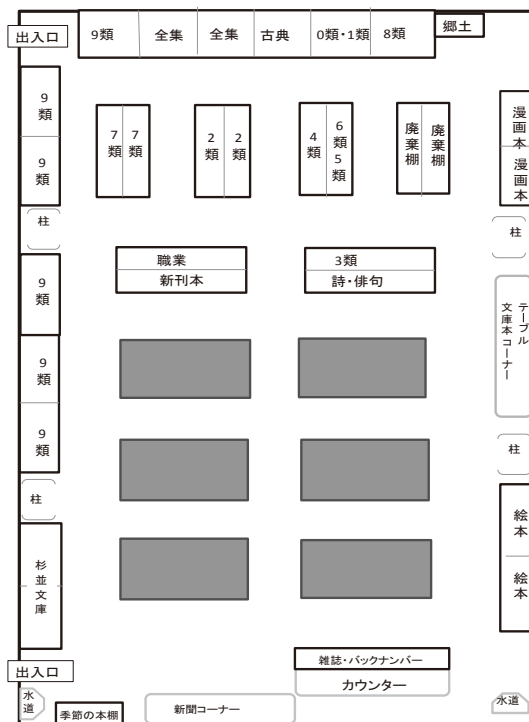 出入口
9類
全集
全集
古典
0類・1類
8類
郷土
9類
9類
7類
7類
2類
2類
4類
6類5類
廃棄棚
廃棄棚
漫画本
漫画本
柱
柱
職業
新刊本
3類
詩・俳句
9類
テーブル
文庫本コーナー
9類
9類
柱
柱
絵本
絵本
杉並文庫
出入口
雑誌・バックナンバー
カウンター
水道
季節の本棚
新聞コーナー
水道